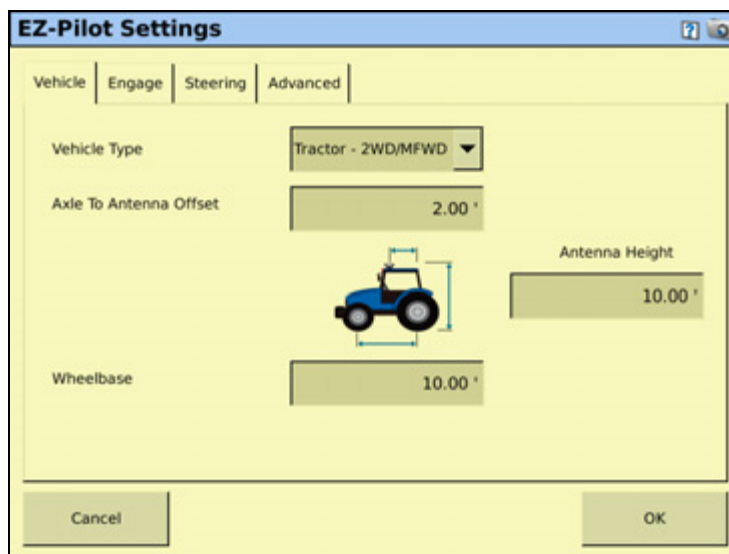 EZ-Pilot Settings
?
Vehicle Engage Steering Advanced
Vehicle Type Tractor - 2WD/MFWD
Axle To Antenna Offset 2.00 '
Antenna Height
10.00 '
Wheelbase 10.00 '
Cancel OK